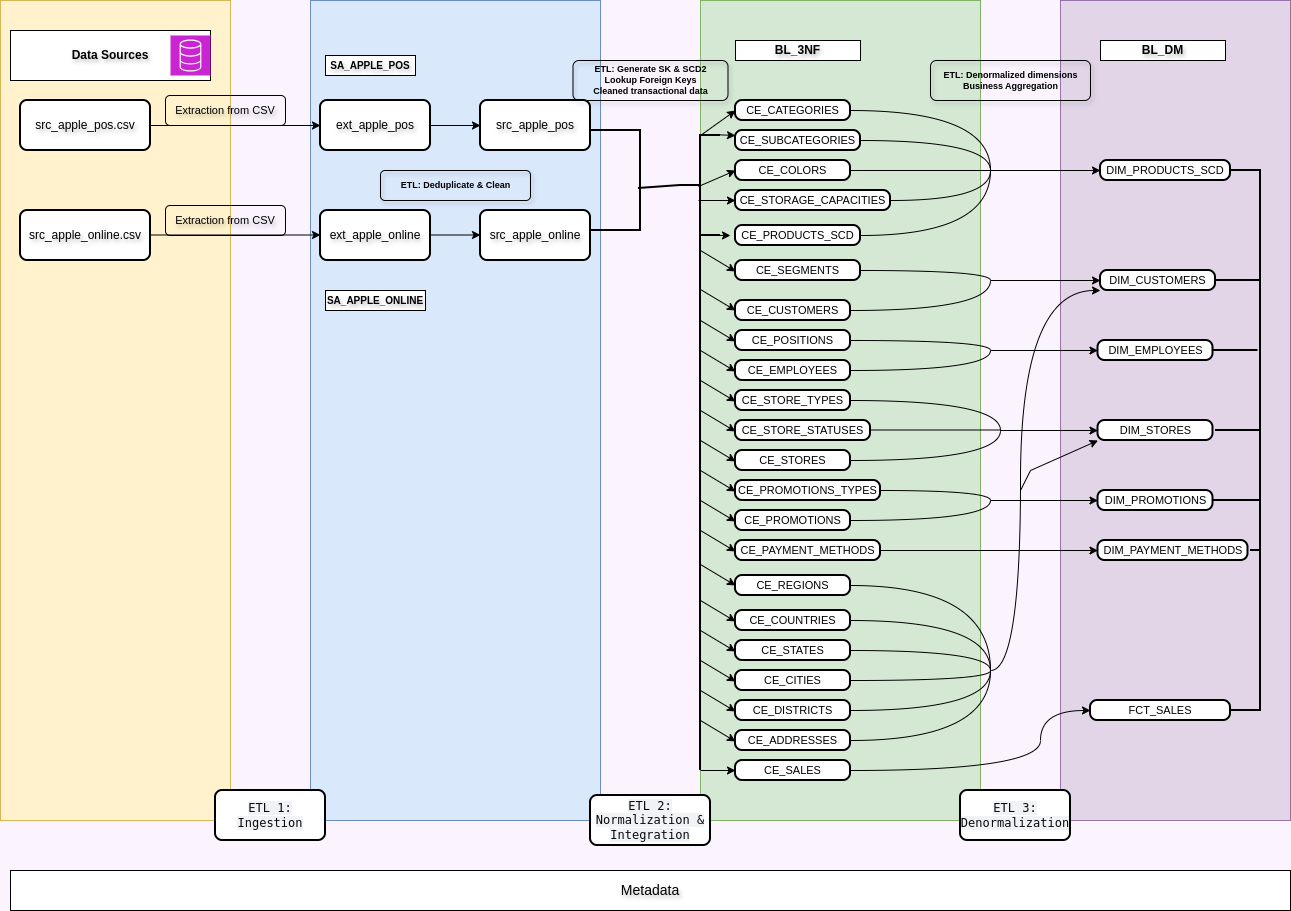 Data Sources
src_apple_pos.csv
Extraction from CSV
src_apple_online.csv
Extraction from CSV
SA_APPLE_POS
ext_apple_pos
src_apple_pos
ETL: Deduplicate & Clean
ext_apple_online
src_apple_online
SA_APPLE_ONLINE
ETL: Generate SK & SCD2
Lookup Foreign Keys
Cleaned transactional data
BL_3NF
CE_CATEGORIES
CE_SUBCATEGORIES
CE_COLORS
CE_STORAGE_CAPACITIES
CE_PRODUCTS_SCD
CE_SEGMENTS
CE_CUSTOMERS
CE_POSITIONS
CE_EMPLOYEES
CE_STORE_TYPES
CE_STORE_STATUSES
CE_STORES
CE_PROMOTIONS_TYPES
CE_PROMOTIONS
CE_PAYMENT_METHODS
CE_REGIONS
CE_COUNTRIES
CE_STATES
CE_CITIES
CE_DISTRICTS
CE_ADDRESSES
CE_SALES
ETL: Denormalized dimensions
Business Aggregation
BL_DM
DIM_PRODUCTS_SCD
DIM_CUSTOMERS
DIM_EMPLOYEES
DIM_STORES
DIM_PROMOTIONS
DIM_PAYMENT_METHODS
FCT_SALES
ETL 1:
Ingestion
ETL 2:
Normalization &
Integration
ETL 3:
Denormalization
Metadata